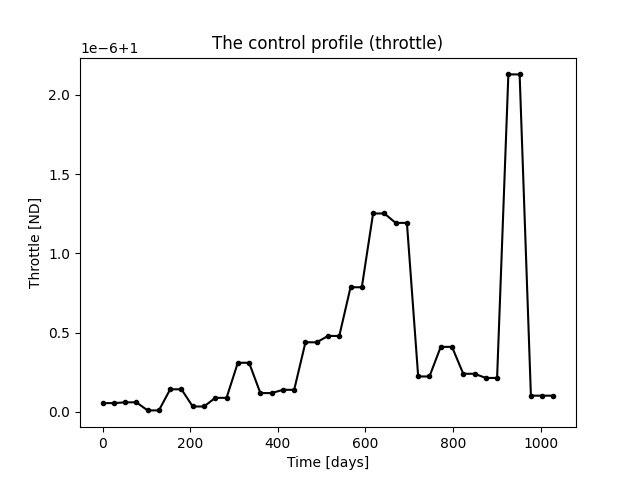 The control profile (throttle)
1e−6+1
2.0
1.5
1.0
0.5
0.0
Throttle [ND]
0 200 400 600 800 1000
Time [days]